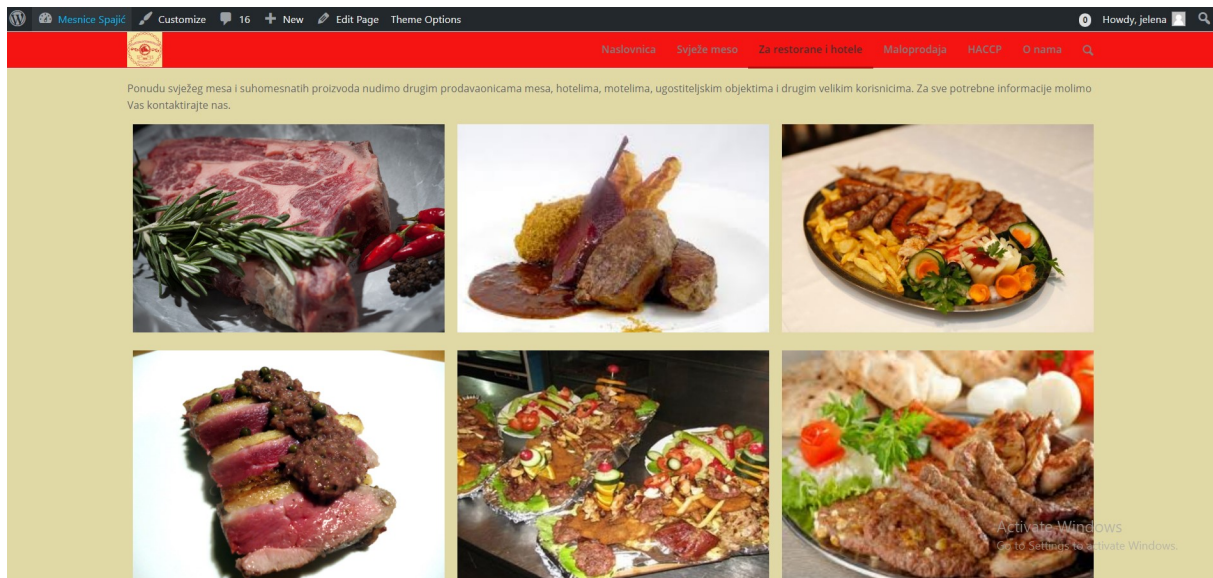 Mesnice Spajić Customize 16 New Edit Page Theme Options 0 Howdy, jelena
Naslovnica Svježe meso Za restorane i hotele Maloprodaja HACCP O nama
Ponudu svježeg mesa i suhomesnatih proizvoda nudimo drugim prodavaonicama mesa, hotelima, motelima, ugostiteljskim objektima i drugim velikim korisnicima. Za sve potrebne informacije molimo
Vas kontaktirajte nas.
Activate Windows
Go to Settings to activate Windows.